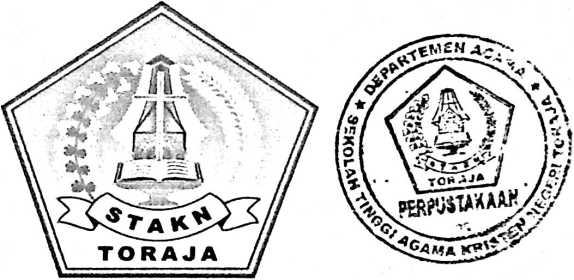 STAKN
TORAJA
★ DEPARTEMEN AGAMA ★
SEKOLAH TINGGI AGAMA KRISTEN NEGERI TORAJA
STAKN
TORAJA
PERPUSTAKAAN